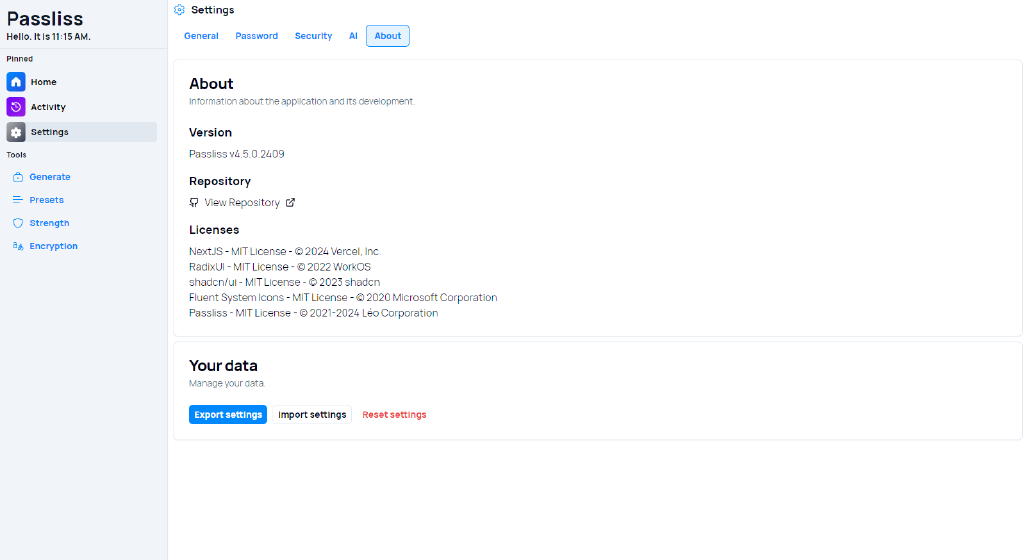 Passliss
Hello. It is 11:15 AM.
Pinned
Home
Activity
Settings
Tools
Generate
Presets
Strength
Encryption
Settings
General Password Security AI About
About
Information about the application and its development.
Version
Passliss v4.5.0.2409
Repository
View Repository
Licenses
NextJS - MIT License - © 2024 Vercel, Inc.
RadixUI - MIT License - © 2022 WorkOS
shadcn/ui - MIT License - © 2023 shadcn
Fluent System Icons - MIT License - © 2020 Microsoft Corporation
Passliss - MIT License - © 2021-2024 Léo Corporation
Your data
Manage your data.
Export settings Import settings Reset settings